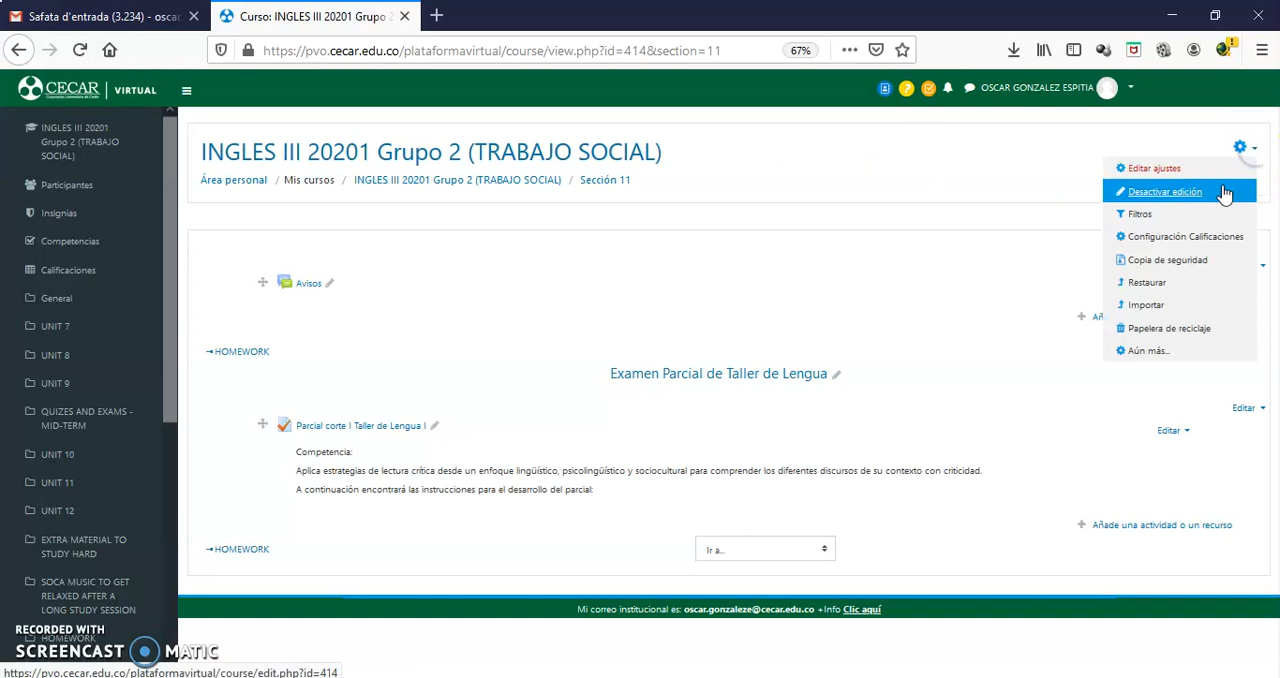 Safata d'entrada (3.234) - oscar
Curso: INGLES III 20201 Grupo 2
https://pvo.cecar.edu.co/plataformavirtual/course/view.php?id=414&section=11
67%
CECAR
VIRTUAL
OSCAR GONZALEZ ESPITIA
INGLES III 20201
Grupo 2 (TRABAJO
SOCIAL)
Participantes
Insignias
Competencias
Calificaciones
General
UNIT 7
UNIT 8
UNIT 9
QUIZES AND EXAMS -
MID-TERM
UNIT 10
UNIT 11
UNIT 12
EXTRA MATERIAL TO
STUDY HARD
SOCA MUSIC TO GET
RELAXED AFTER A
LONG STUDY SESSION
HOMEWORK
INGLES III 20201 Grupo 2 (TRABAJO SOCIAL)
Área personal / Mis cursos / INGLES III 20201 Grupo 2 (TRABAJO SOCIAL) / Sección 11
Editar ajustes
Desactivar edición
Filtros
Configuración Calificaciones
Copia de seguridad
Restaurar
Importar
Papelera de reciclaje
Aún más...
Avisos
→HOMEWORK
Examen Parcial de Taller de Lengua
Editar
Parcial corte I Taller de Lengua I
Editar
Competencia:
Aplica estrategias de lectura crítica desde un enfoque lingüístico, psicolingüístico y sociocultural para comprender los diferentes discursos de su contexto con criticidad.
A continuación encontrará las instrucciones para el desarrollo del parcial:
Añade una actividad o un recurso
→HOMEWORK
Ir a...
Mi correo institucional es: oscar.gonzaleze@cecar.edu.co +Info Clic aquí
RECORDED WITH
SCREENCAST MATIC
https://pvo.cecar.edu.co/plataformavirtual/course/edit.php?id=414